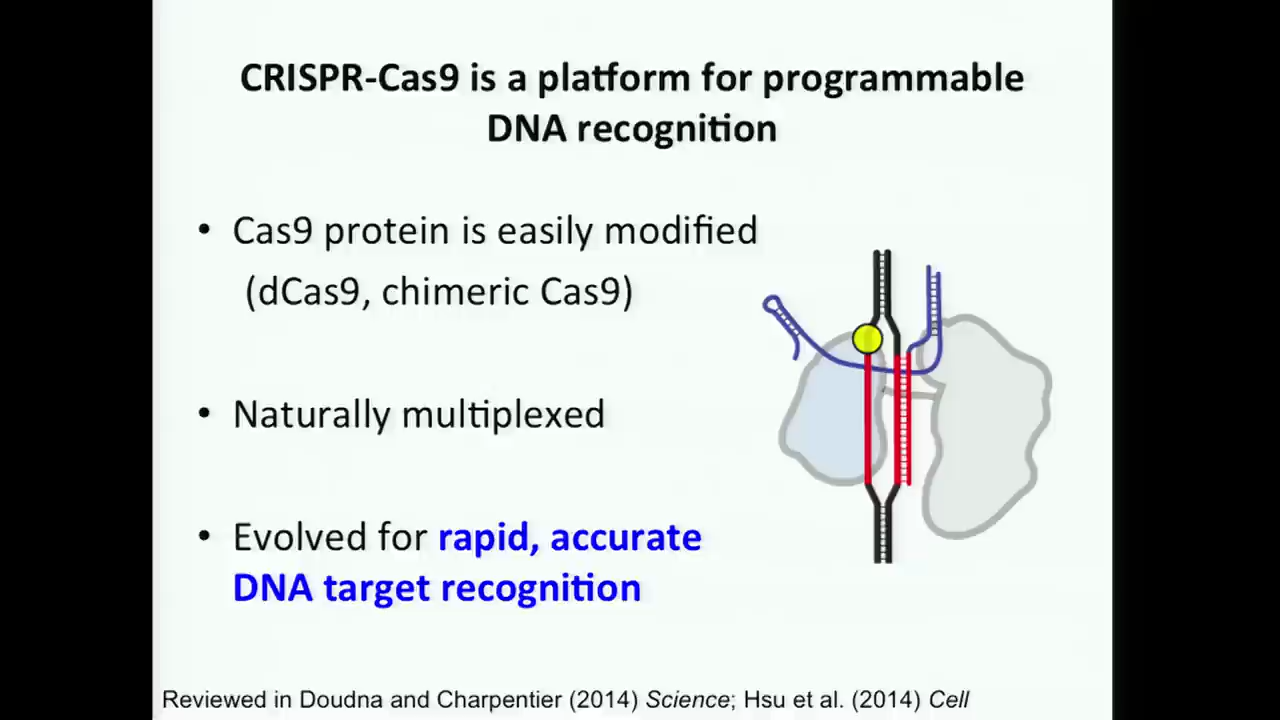 CRISPR-Cas9 is a platform for programmable
DNA recognition
• Cas9 protein is easily modified
(dCas9, chimeric Cas9)
• Naturally multiplexed
• Evolved for rapid, accurate
DNA target recognition
Reviewed in Doudna and Charpentier (2014) Science; Hsu et al. (2014) Cell